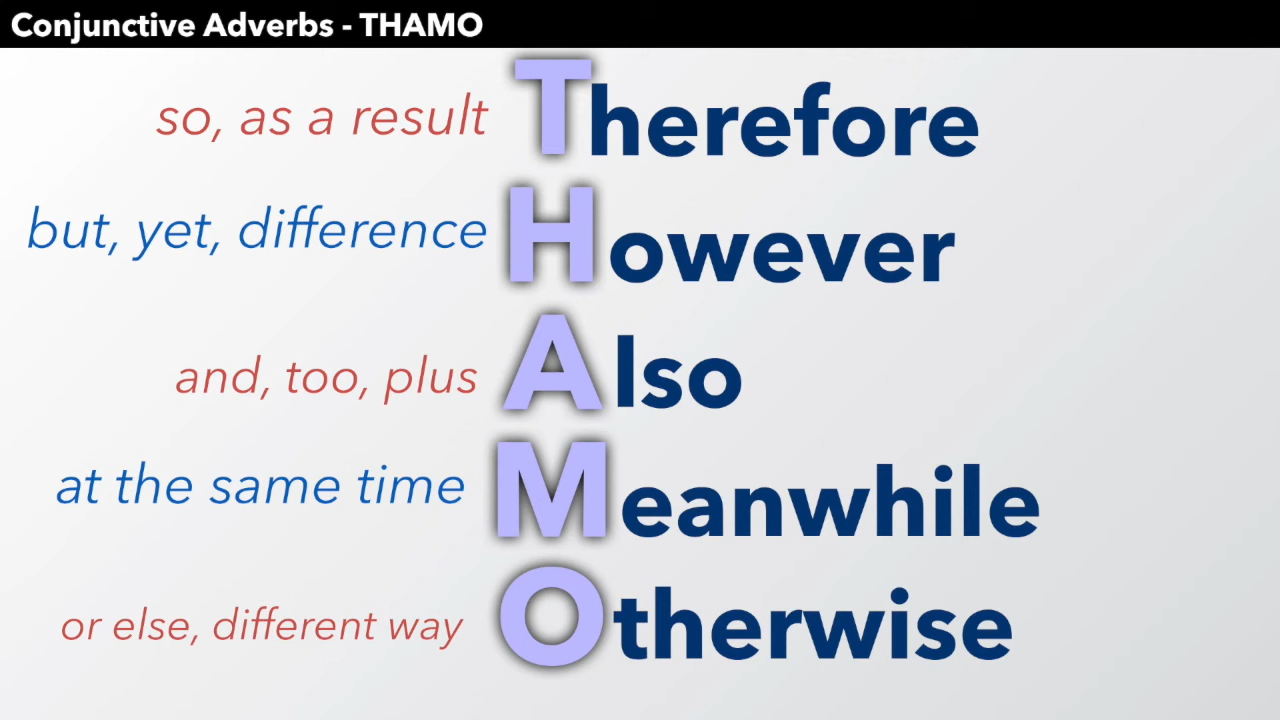 Conjunctive Adverbs - THAMO
so, as a result Therefore
but, yet, difference However
and, too, plus Also
at the same time Meanwhile
or else, different way Otherwise